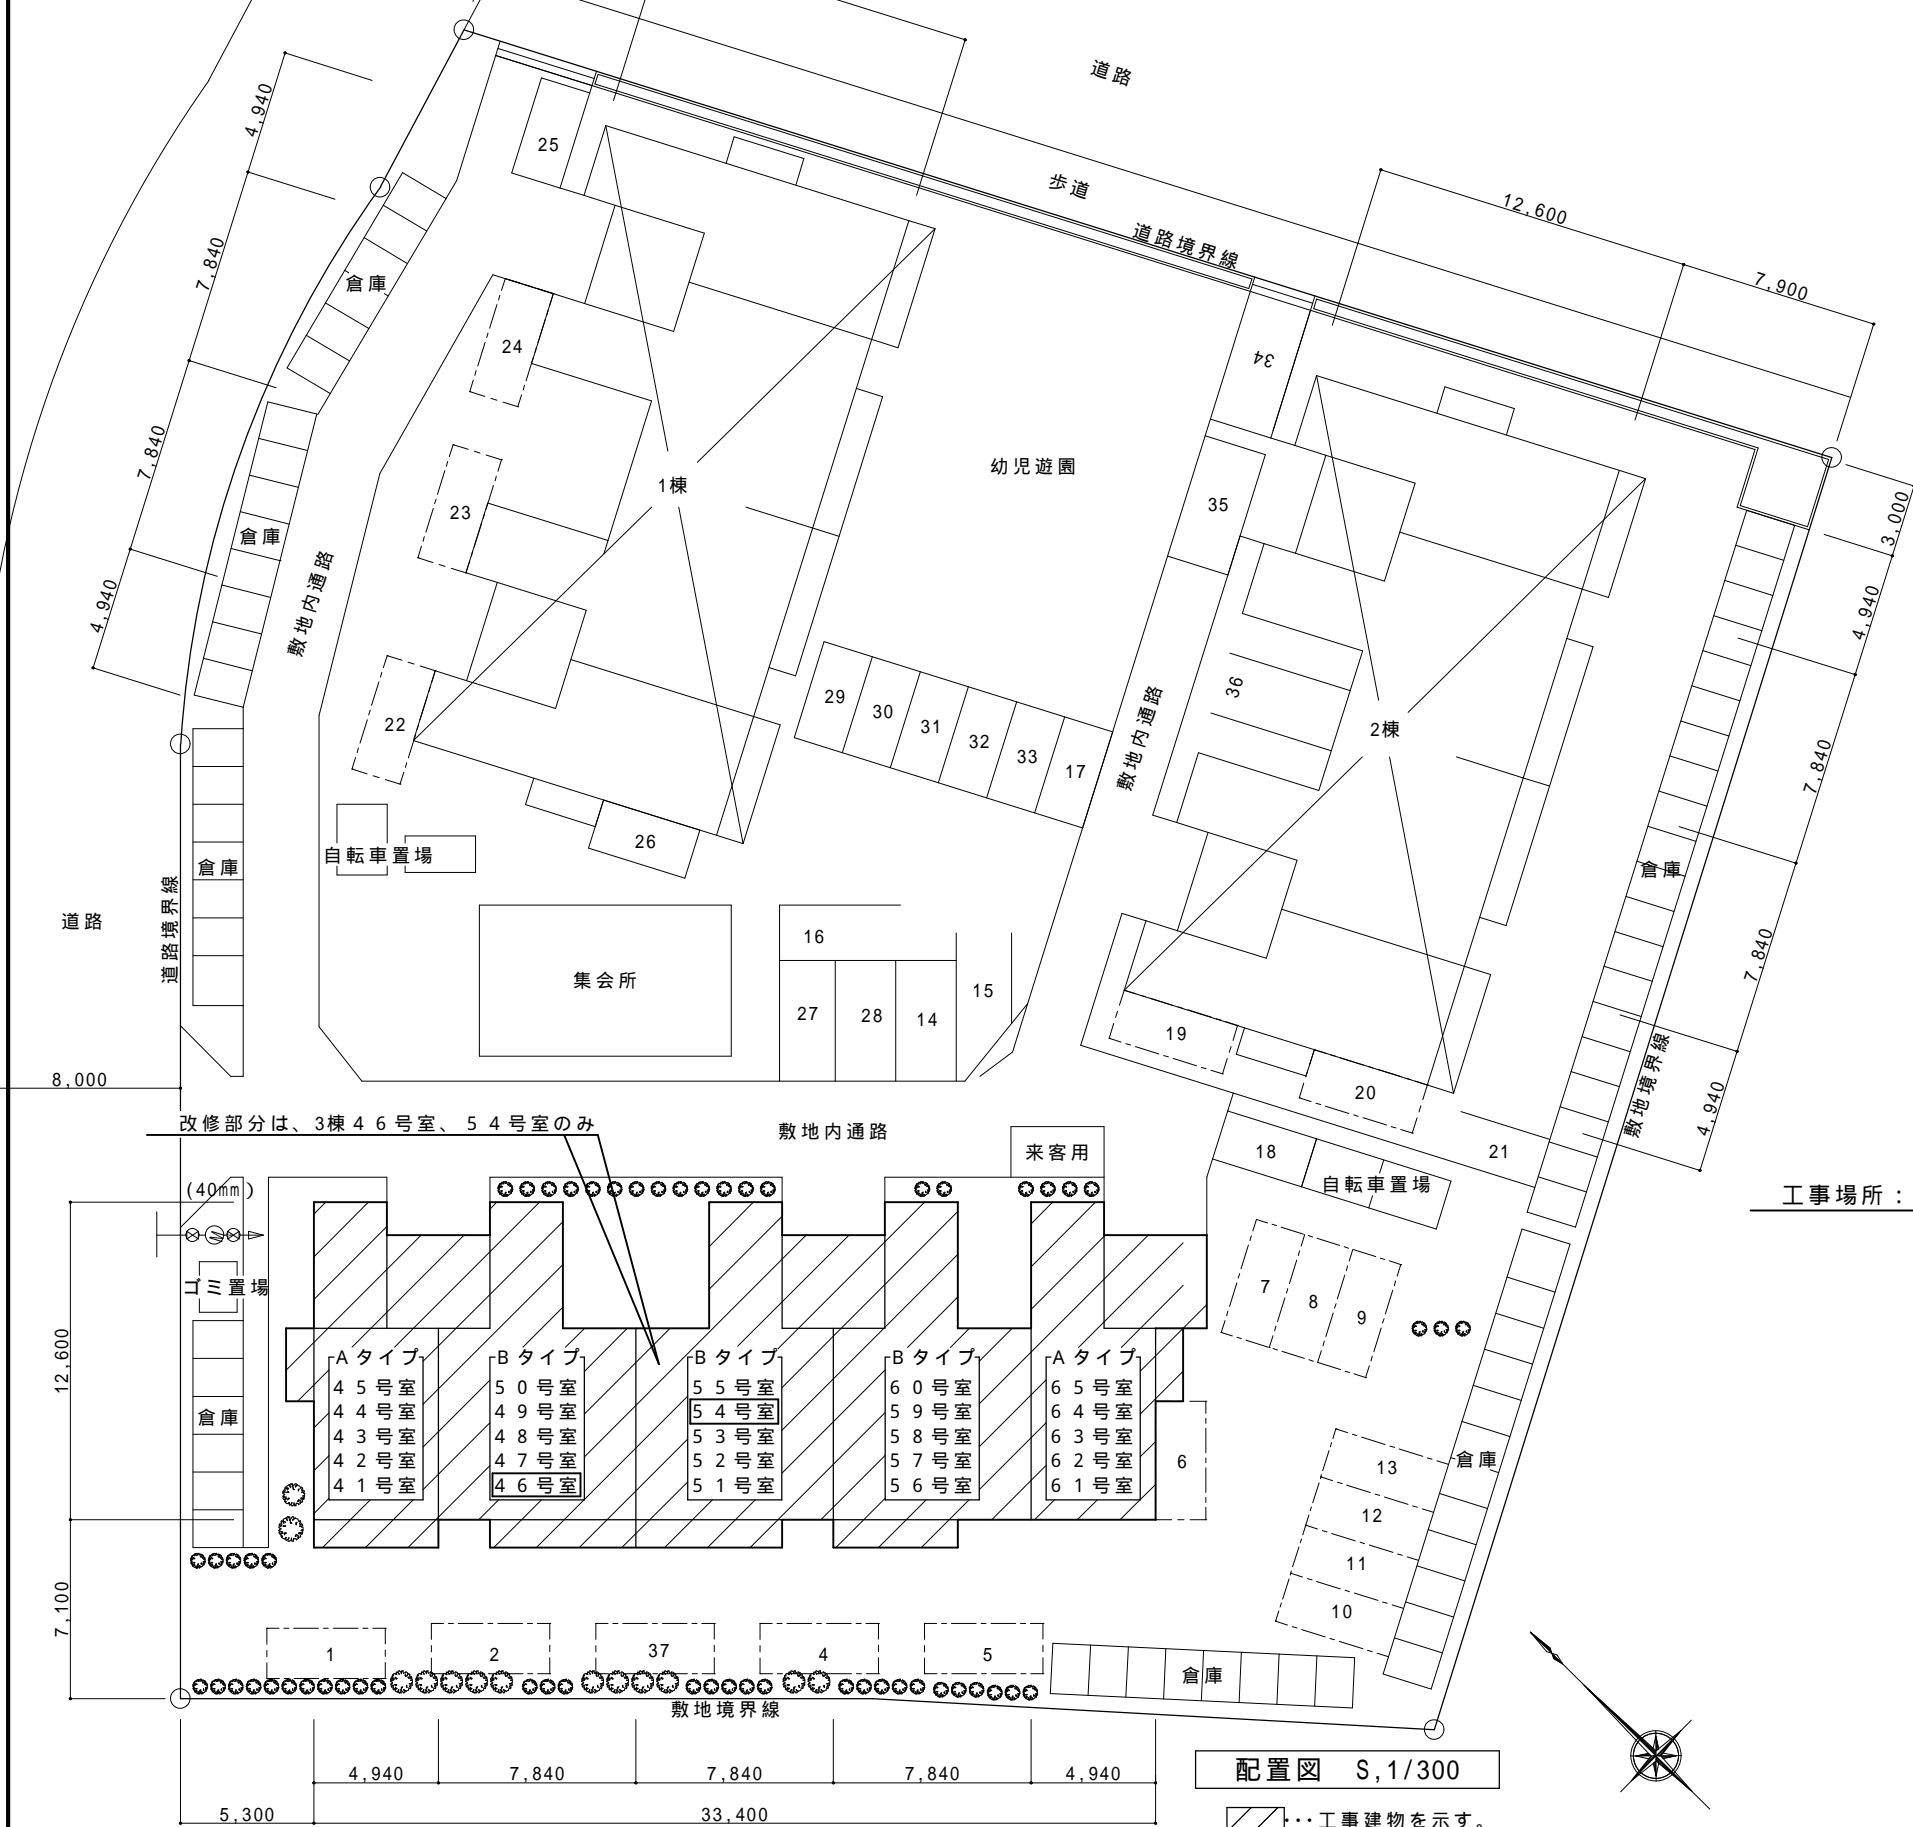 道路
4,940
25
歩道
12,600
道路境界線
7,840
7,900
倉庫
24
34
幼児遊園
7,840
1棟
35
3,000
23
倉庫
敷地内通路
4,940
4,940
36
29
30
31
32
33
17
敷地内通路
22
2棟
7,840
26
自転車置場
倉庫
倉庫
道路
道路境界線
16
7,840
集会所
15
27
28
14
19
敷地境界線
8,000
20
4,940
改修部分は、3棟46号室、54号室のみ
敷地内通路
来客用
18
21
自転車置場
(40mm)
工事場所：
ゴミ置場
7
8
9
12,600
Aタイプ
45号室
44号室
43号室
42号室
41号室
Bタイプ
50号室
49号室
48号室
47号室
46号室
Bタイプ
55号室
54号室
53号室
52号室
51号室
Bタイプ
60号室
59号室
58号室
57号室
56号室
Aタイプ
65号室
64号室
63号室
62号室
61号室
倉庫
6
倉庫
13
12
11
10
7,100
1
2
37
4
5
倉庫
敷地境界線
4,940
7,840
7,840
7,840
4,940
配置図 S,1/300
5,300
33,400
･･･工事建物を示す。